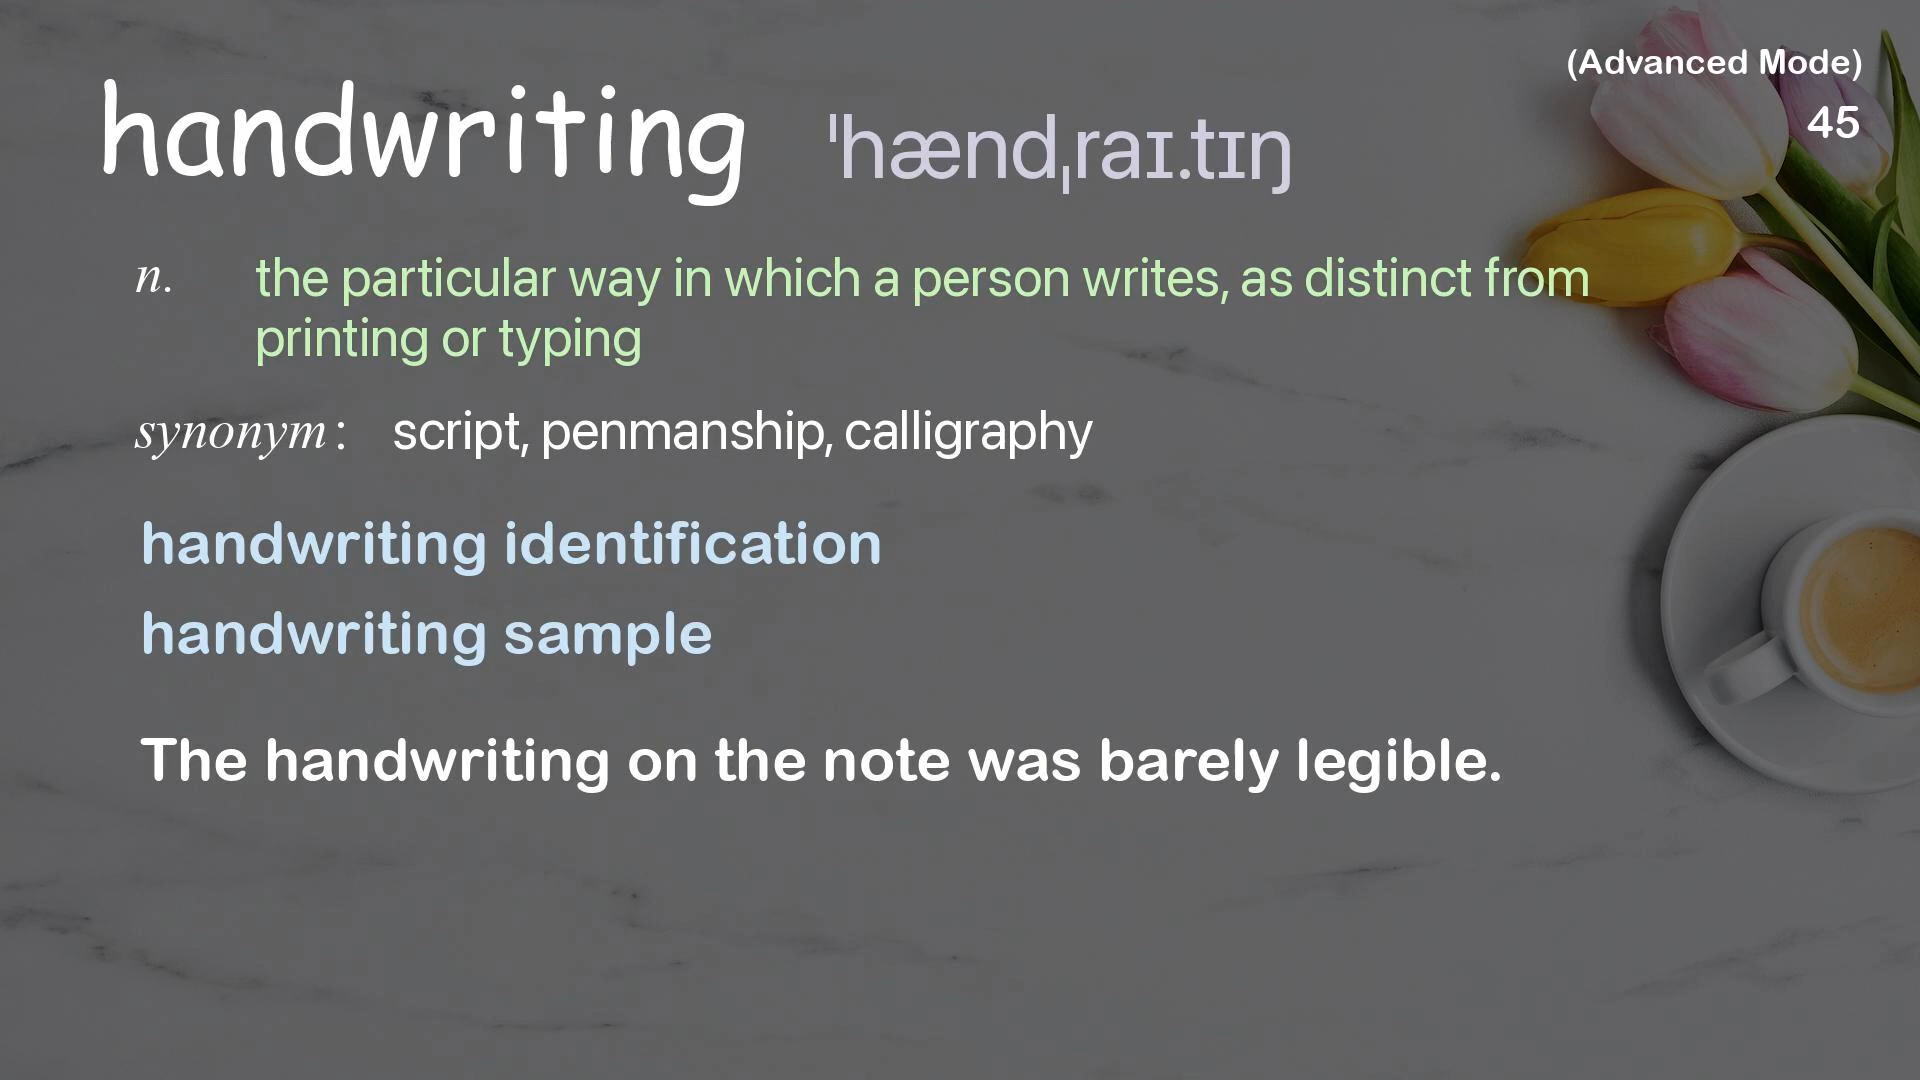 (Advanced Mode)
handwriting ˈhændˌraɪ.tɪŋ
45
n. the particular way in which a person writes, as distinct from
printing or typing
synonym : script, penmanship, calligraphy
handwriting identification
handwriting sample
The handwriting on the note was barely legible.